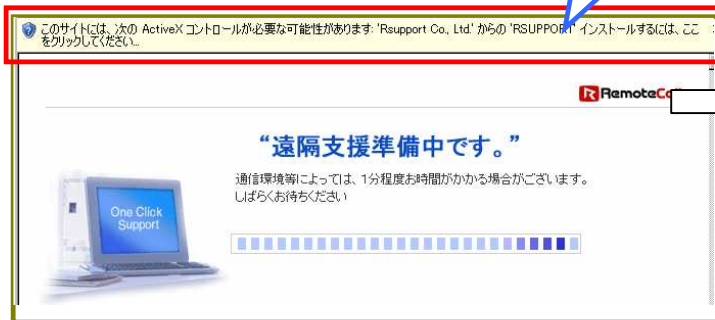 このサイトには、次の ActiveX コントロールが必要な可能性があります: 'Rsupport Co., Ltd.' からの 'RSUPPORT' インストールするには、ここ
をクリックしてください...
RemoteCa
“遠隔支援準備中です。”
通信環境等によっては、1分程度お時間がかかる場合がございます。
しばらくお待ちください
One Click
Support